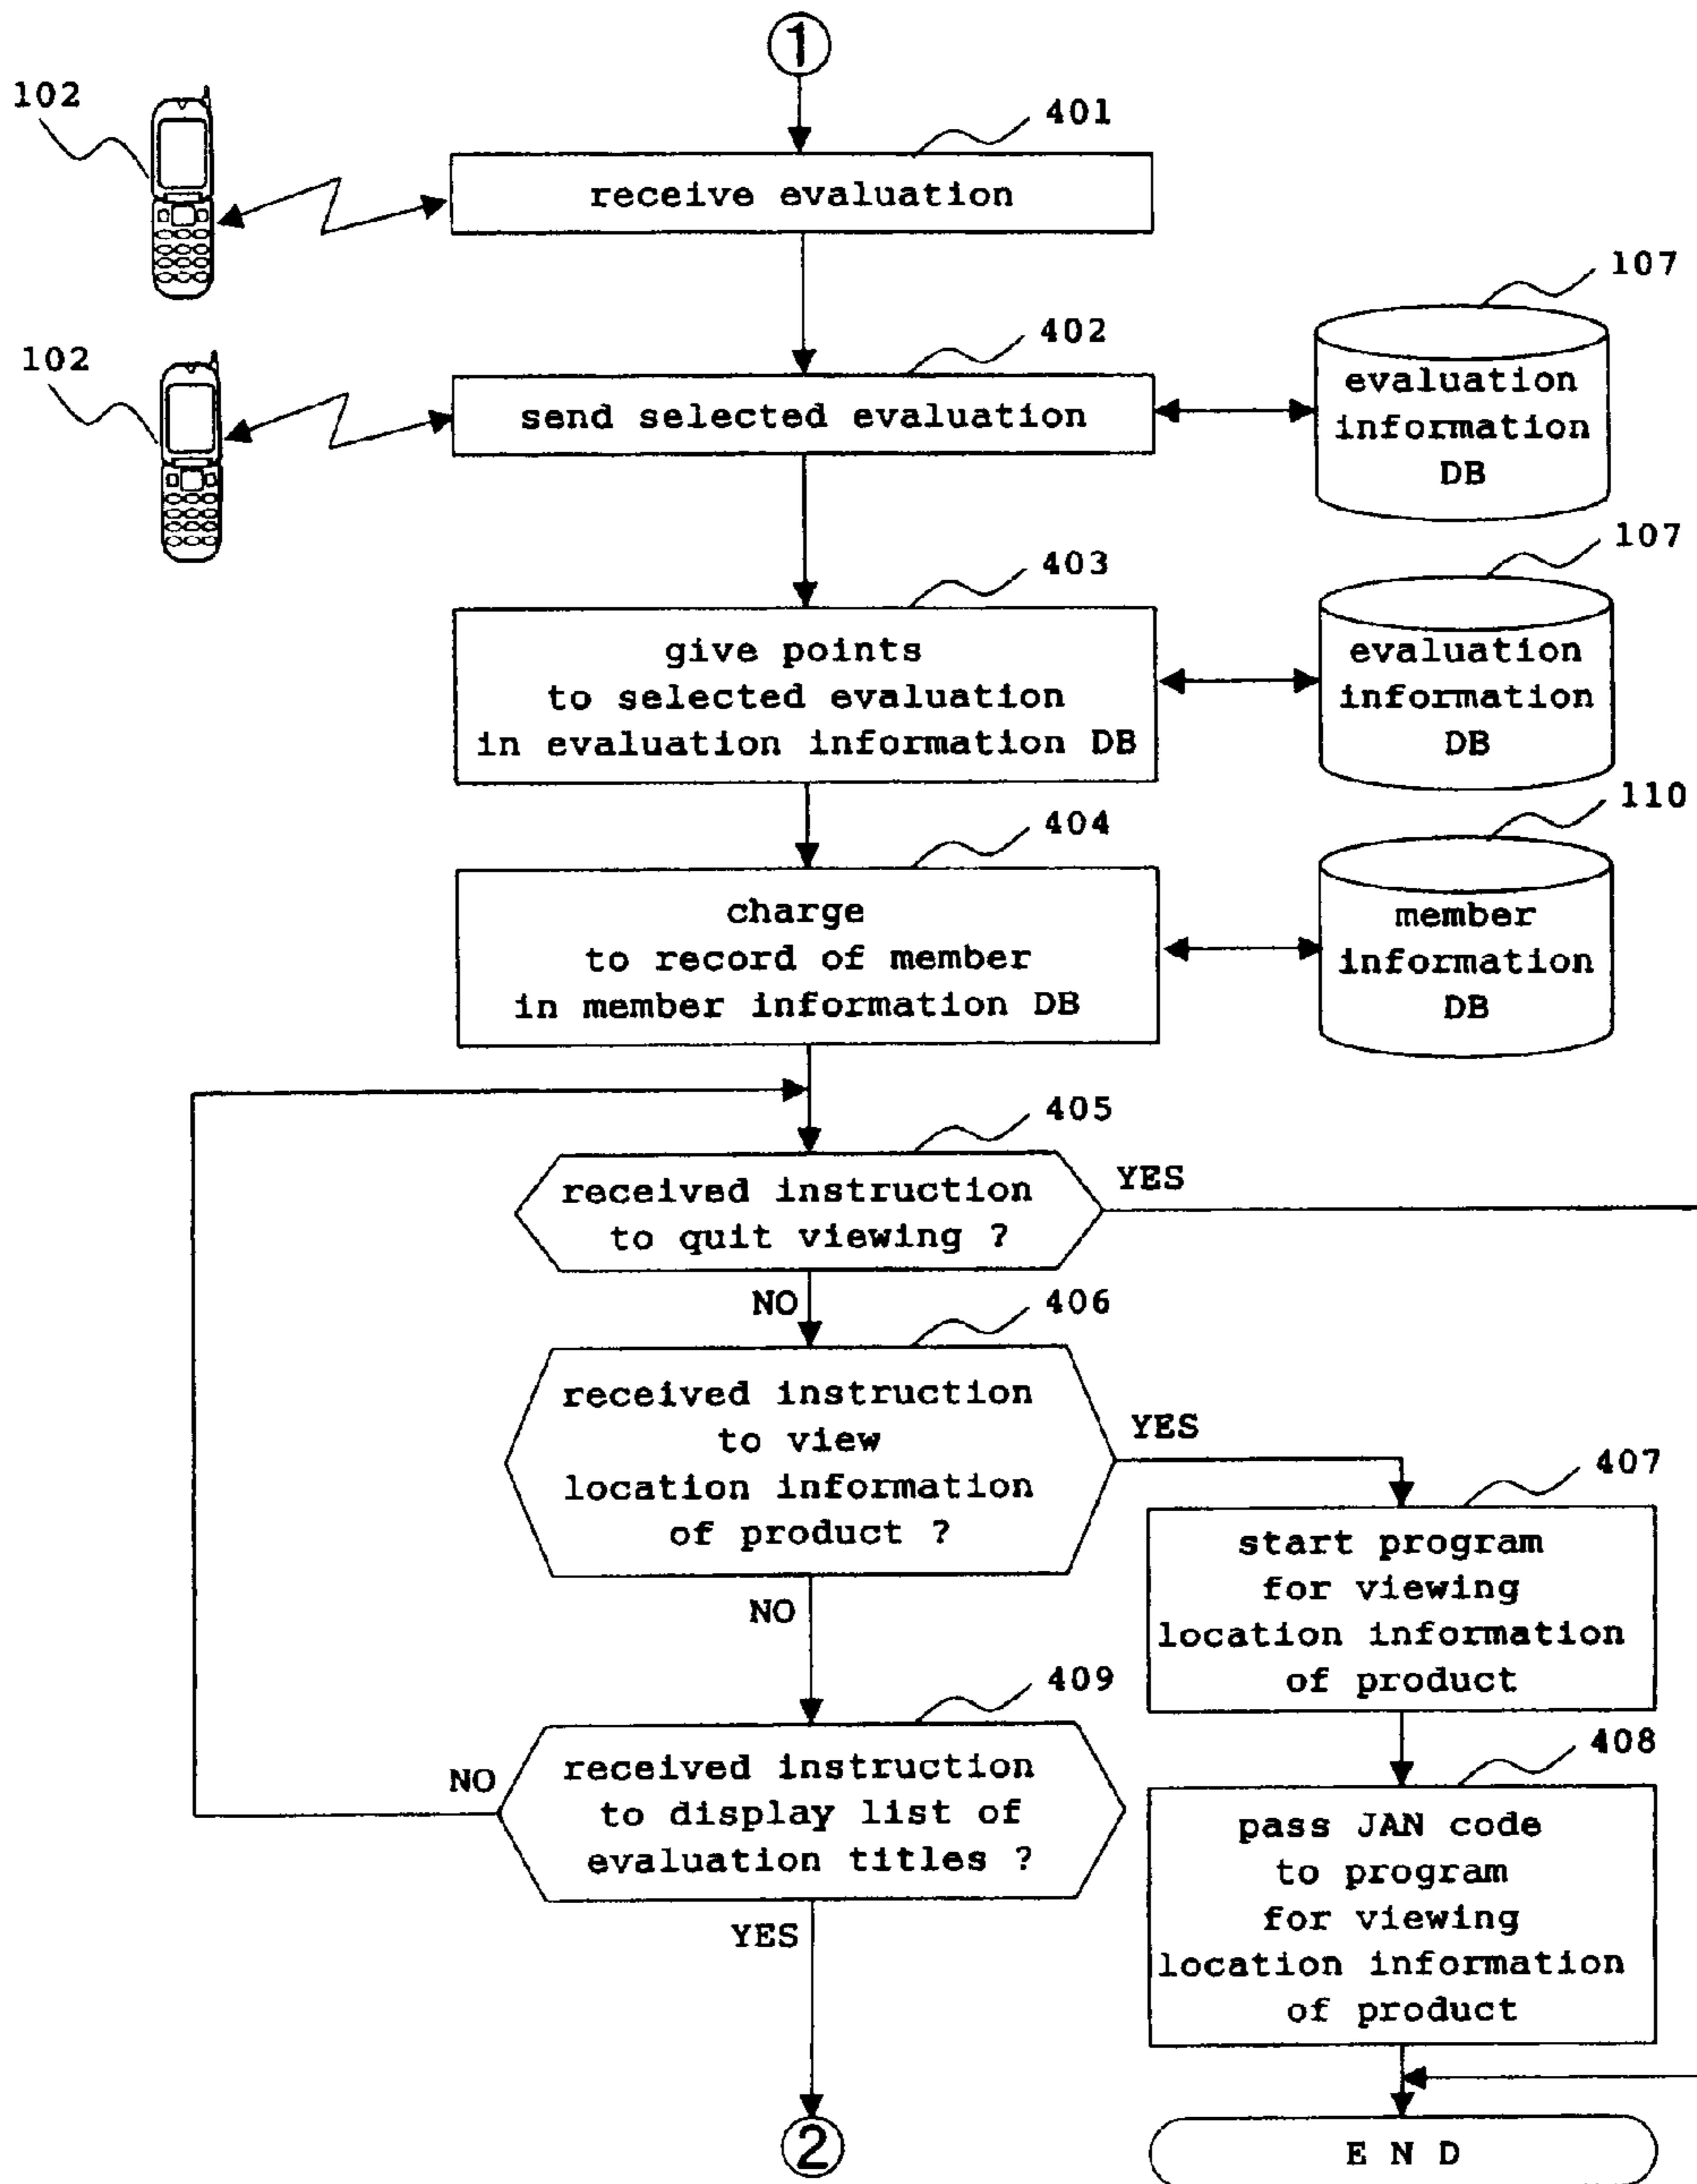 1
102
401
receive evaluation
107
102
402
send selected evaluation
evaluation
information
DB
107
403
give points
to selected evaluation
in evaluation information DB
evaluation
information
DB
110
404
charge
to record of member
in member information DB
member
information
DB
405
received instruction
to quit viewing ?
YES
NO
406
received instruction
to view
location information
of product ?
YES
407
start program
for viewing
location information
of product
NO
409
408
NO
received instruction
to display list of
evaluation titles ?
pass JAN code
to program
for viewing
location information
of product
YES
2
E N D